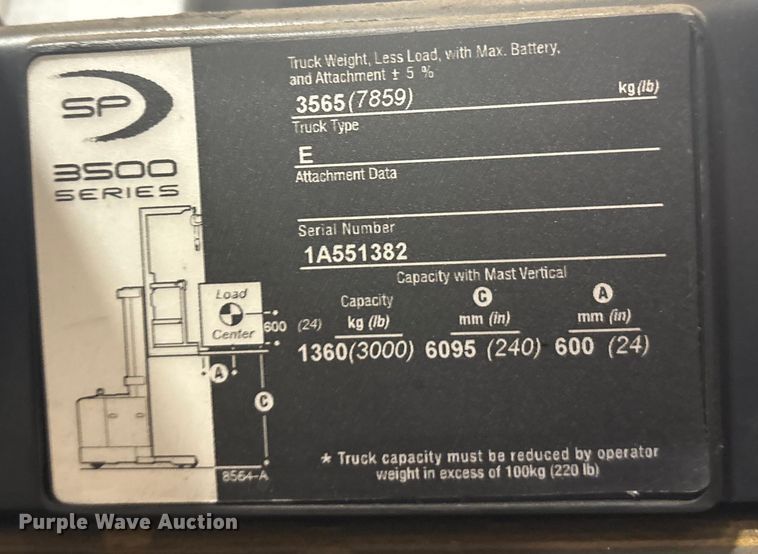 SP
3500
SERIES
Truck Weight, Less Load, with Max. Battery,
and Attachment ± 5 %
3565(7859) kg(lb)
Truck Type
E
Attachment Data
Serial Number
1A551382
Capacity with Mast Vertical
Capacity C A
kg (lb) mm (in) mm (in)
1360(3000) 6095 (240) 600 (24)
Load
Center
600 (24)
A
C
8564-A
* Truck capacity must be reduced by operator
weight in excess of 100kg (220 lb)
Purple Wave Auction